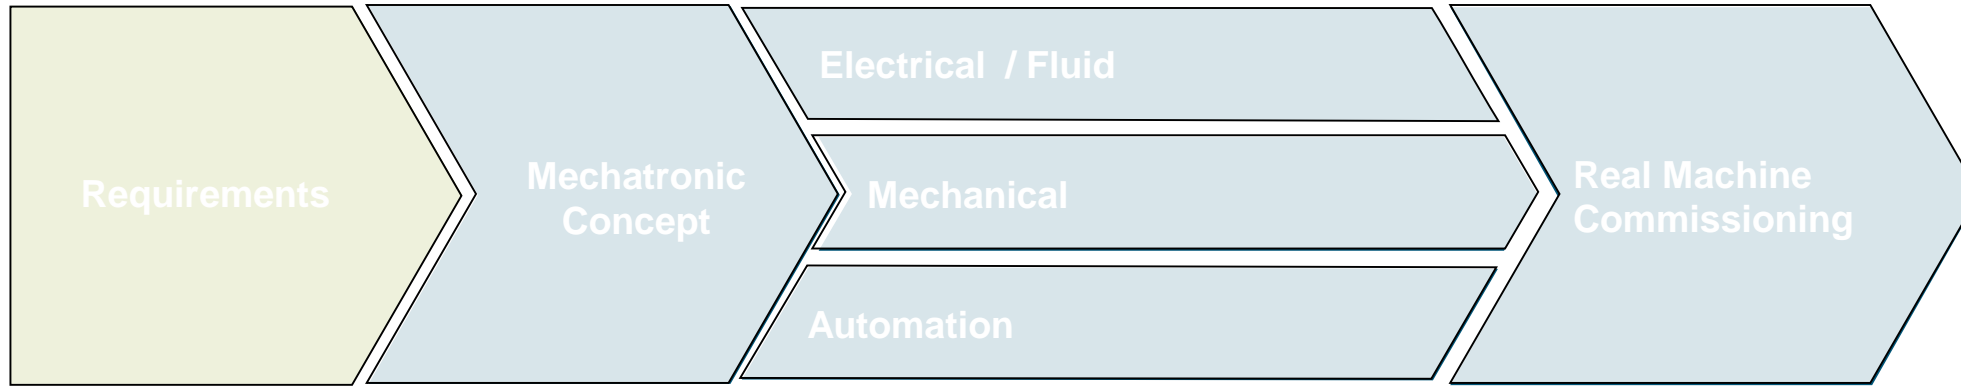 Requirements
Mechatronic
Concept
Electrical / Fluid
Mechanical
Automation
Real Machine
Commissioning